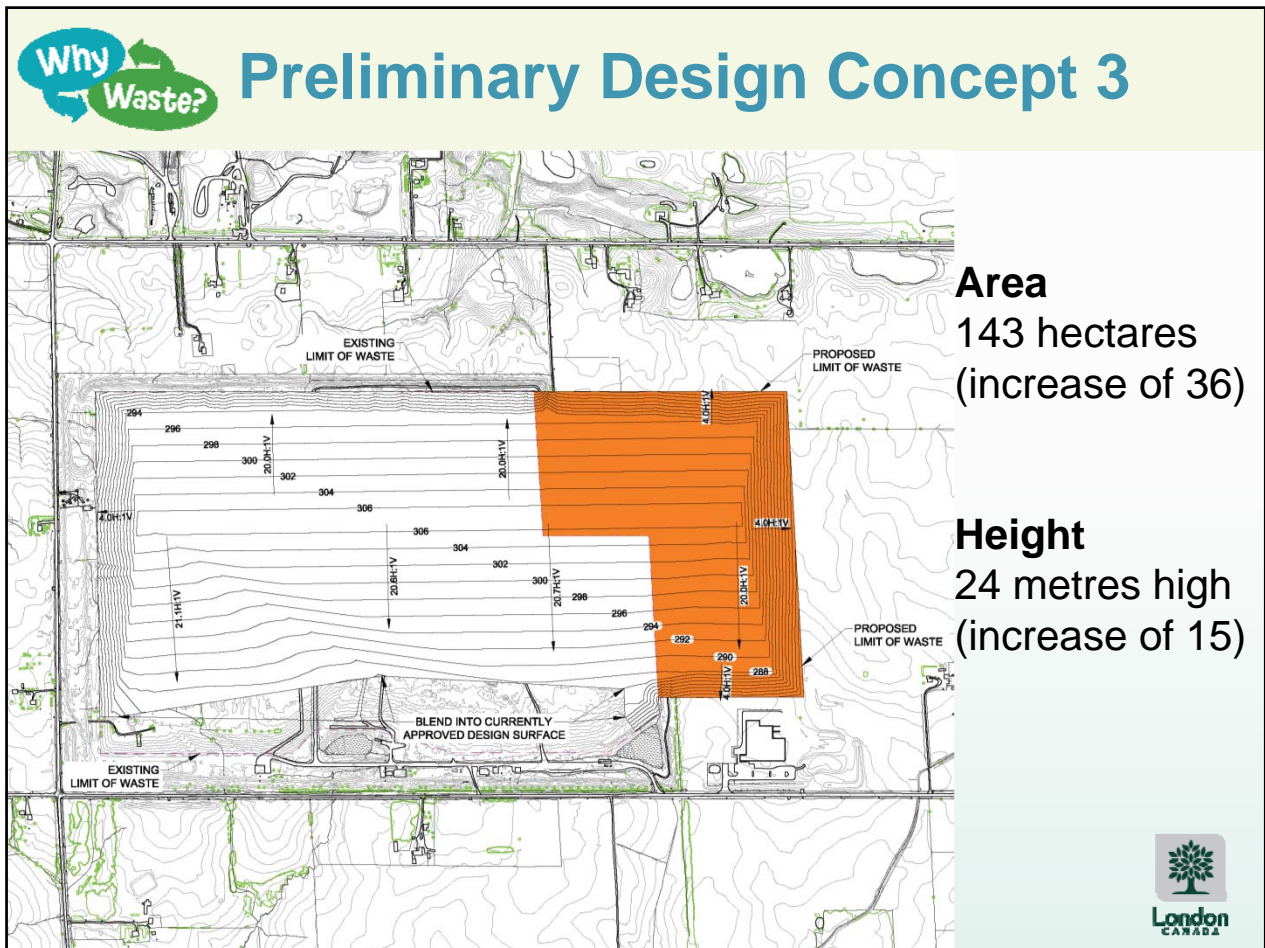 Why
Waste?
Preliminary Design Concept 3
EXISTING
LIMIT OF WASTE
PROPOSED
LIMIT OF WASTE
294
296
298
300
302
304
306
20.0H:1V
20.0H:1V
4.0H:1V
4.0H:1V
4.0H:1V
306
304
302
300
298
296
294
292
290
288
21.1H:1V
20.6H:1V
20.7H:1V
20.0H:1V
4.0H:1V
PROPOSED
LIMIT OF WASTE
BLEND INTO CURRENTLY
APPROVED DESIGN SURFACE
EXISTING
LIMIT OF WASTE
Area
143 hectares
(increase of 36)
Height
24 metres high
(increase of 15)
London
CANADA